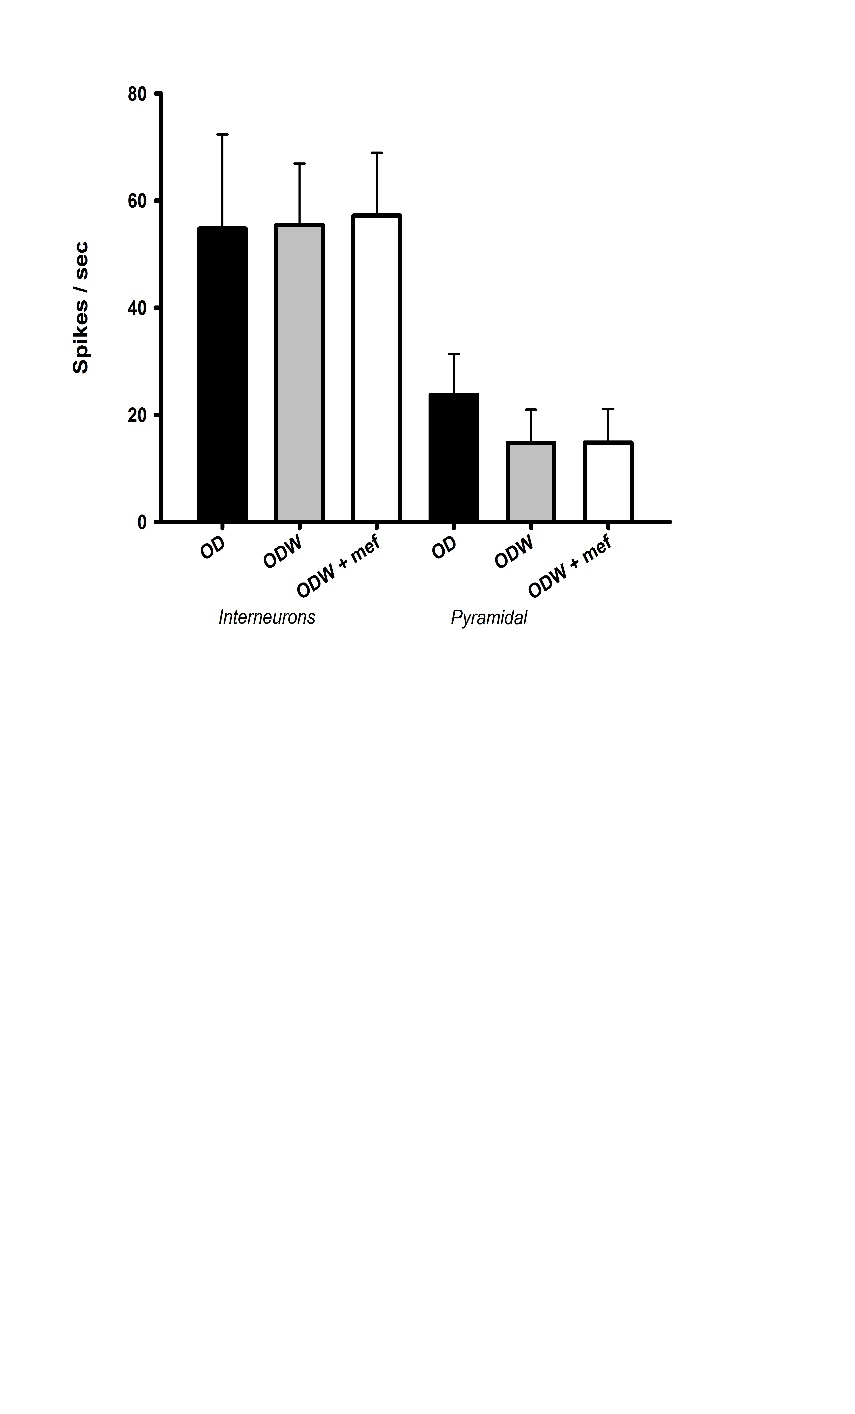 80
60
40
20
0
Spikes / sec
OD
ODW
ODW + mef
OD
ODW
ODW + mef
Interneurons
Pyramidal